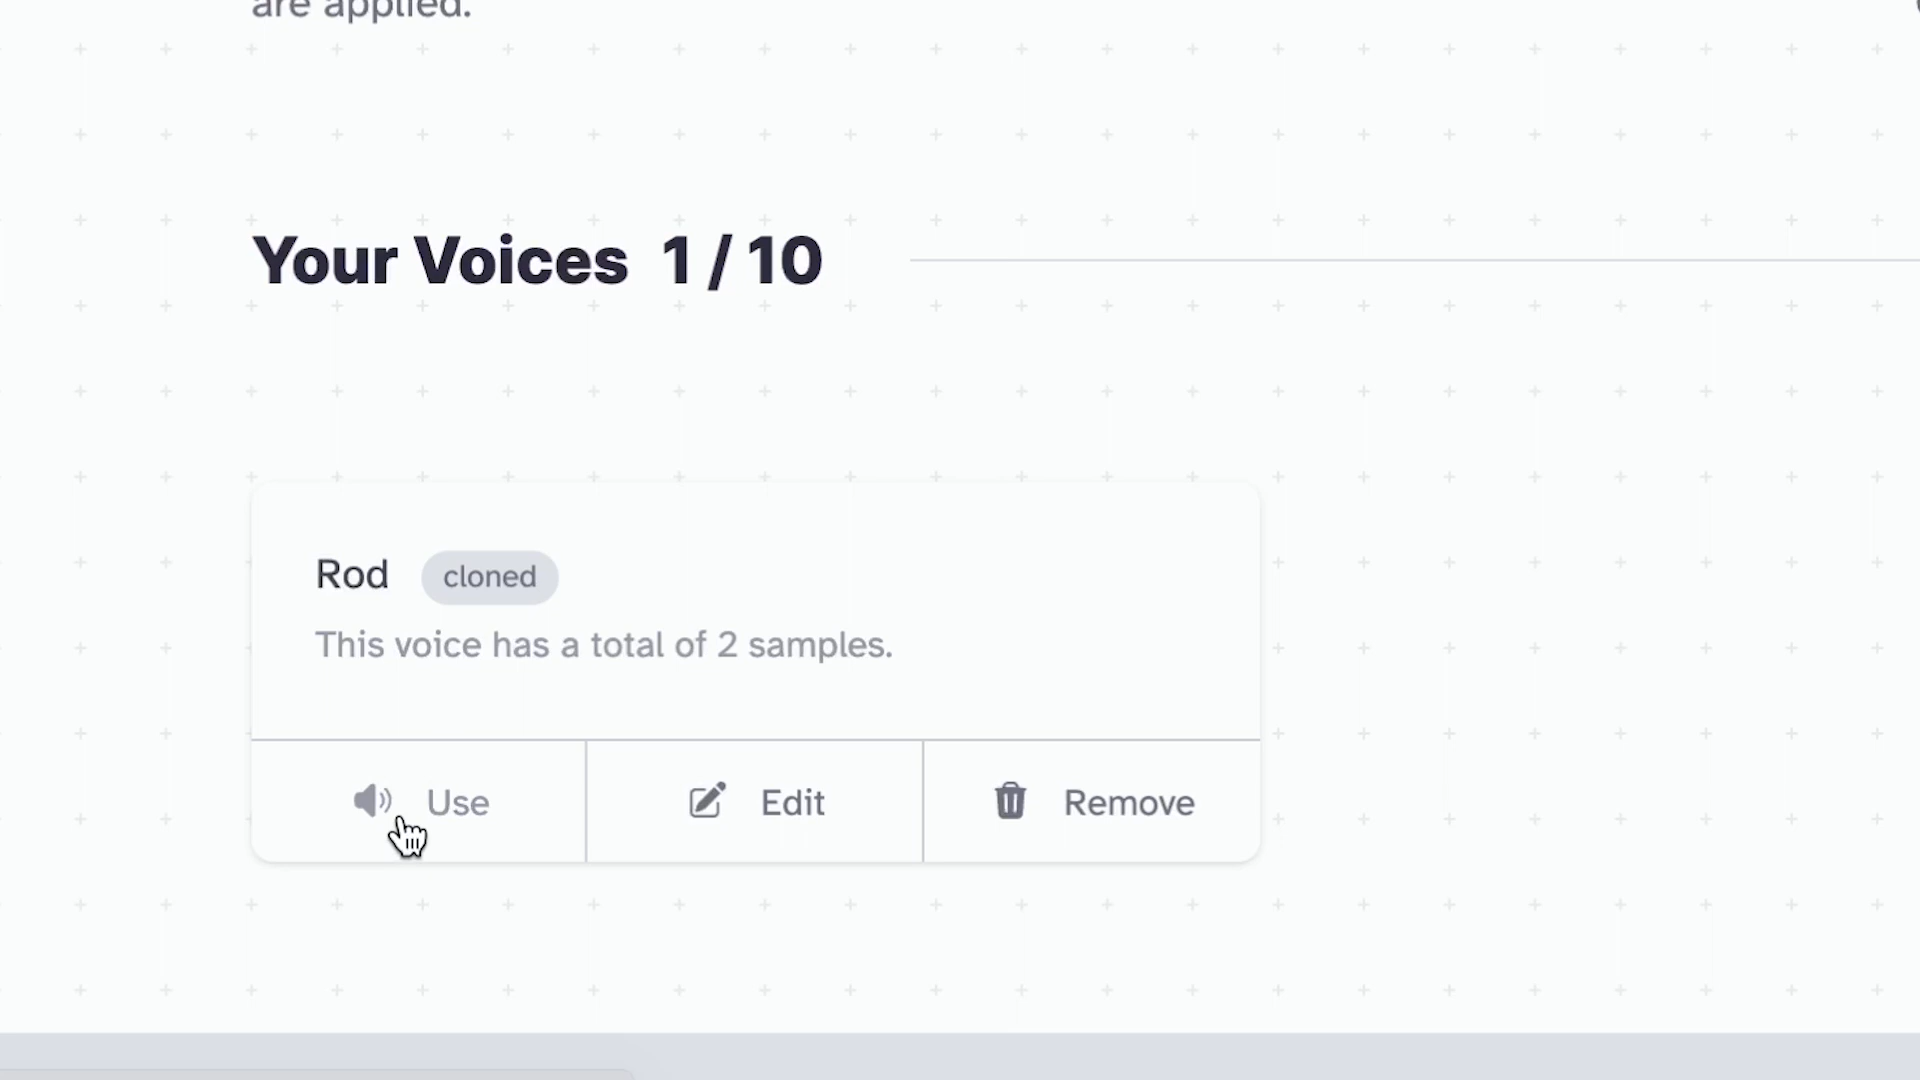 are applied.
Your Voices 1 / 10
Rod cloned
This voice has a total of 2 samples.
Use Edit Remove